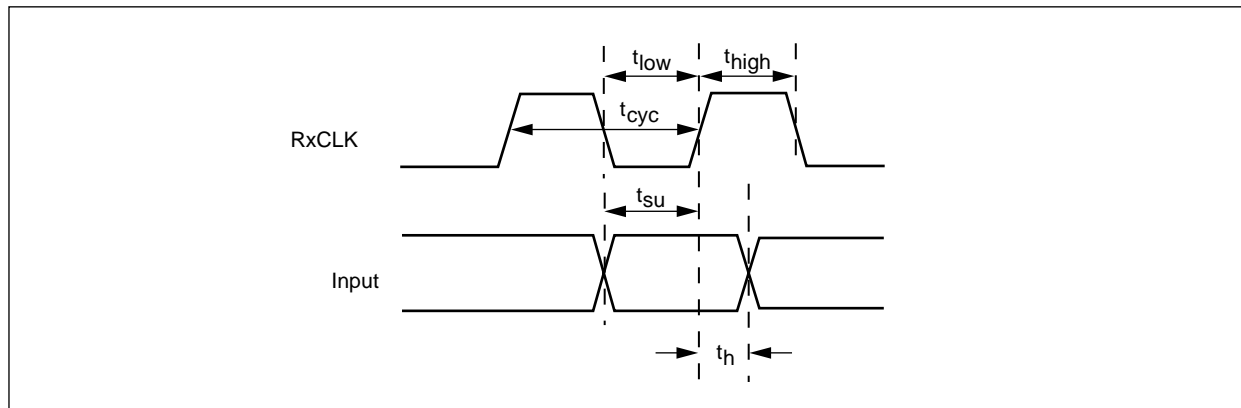 tlow
thigh
tcyc
RxCLK
tsu
Input
th